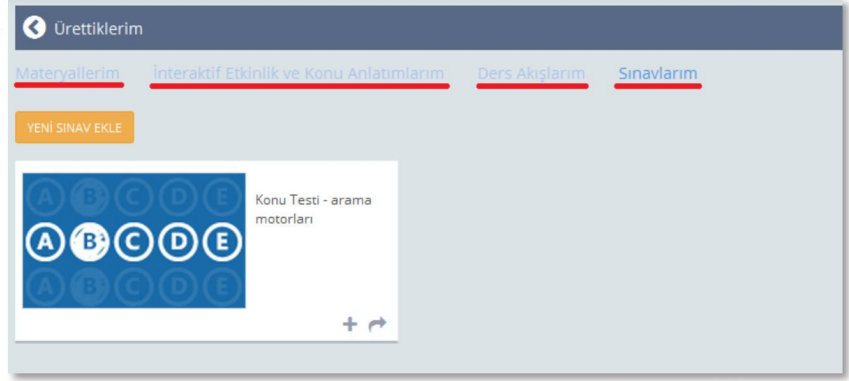 Ürettiklerim
Materyallerim İnteraktif Etkinlik ve Konu Anlatımlarım Ders Akışlarım Sınavlarım
YENİ SINAV EKLE
A B C D E
A B C D E
A B C D E
Konu Testi - arama
motorları